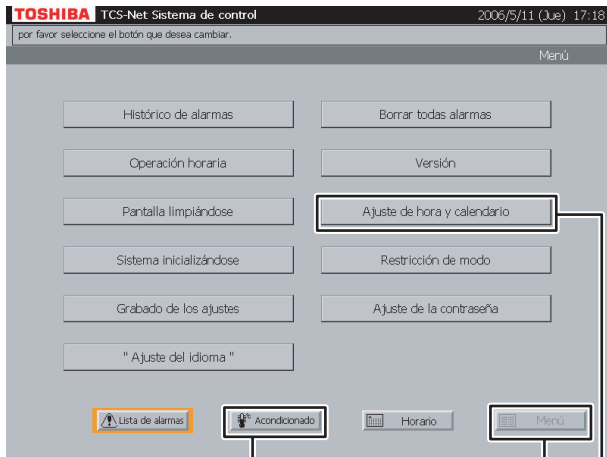 TOSHIBA TCS-Net Sistema de control 2006/5/11 (Jue) 17:18
por favor seleccione el botón que desea cambiar.
Menú
Histórico de alarmas Borrar todas alarmas
Operación horaria Versión
Pantalla limpiándose Ajuste de hora y calendario
Sistema inicializándose Restricción de modo
Grabado de los ajustes Ajuste de la contraseña
" Ajuste del idioma "
Lista de alarmas Acondicionado Horario Menú